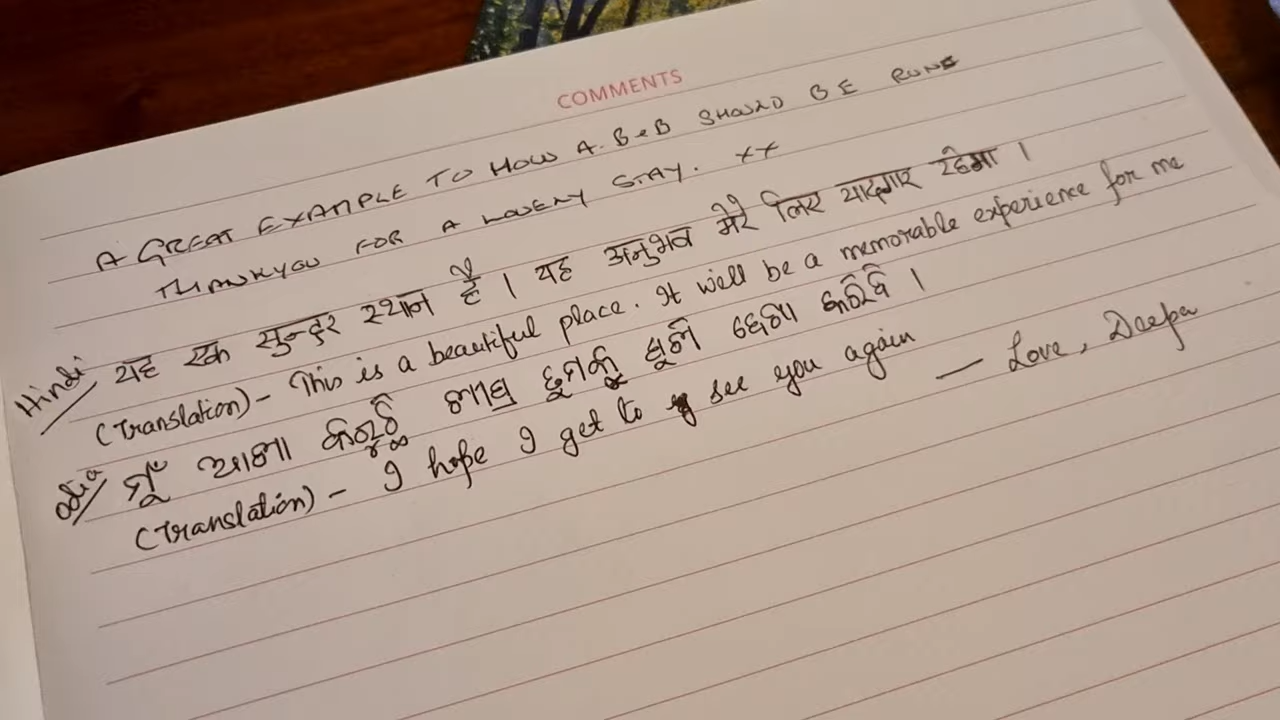 COMMENTS
A GREAT EXAMPLE TO HOW A. B&B SHOULD BE RUN
THANKYOU FOR A LOVELY STAY. xx
Hindi यह एक सुन्दर स्थान है । यह अनुभव मेरे लिए यादगार रहेगा ।
(Translation) - This is a beautiful place. It will be a memorable experience for me
Odia ମୁଁ ଆଶା କରୁଛି ଶୀଘ୍ର ତୁମକୁ ପୁଣି ଦେଖା କରିବି ।
(Translation) - I hope I get to see you again — Love, Deepa